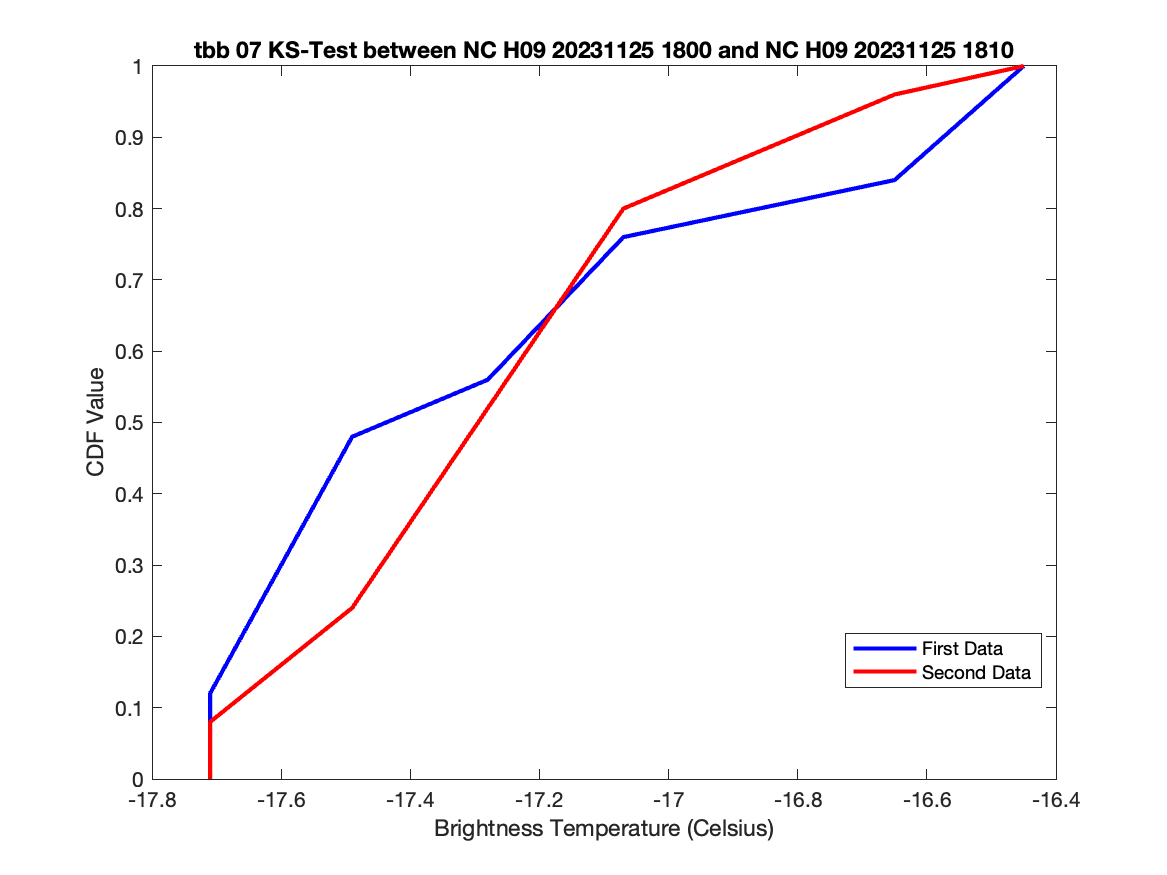 tbb 07 KS-Test between NC H09 20231125 1800 and NC H09 20231125 1810
1
0.9
0.8
0.7
0.6
0.5
0.4
0.3
0.2
0.1
0
CDF Value
First Data
Second Data
-17.8 -17.6 -17.4 -17.2 -17 -16.8 -16.6 -16.4
Brightness Temperature (Celsius)